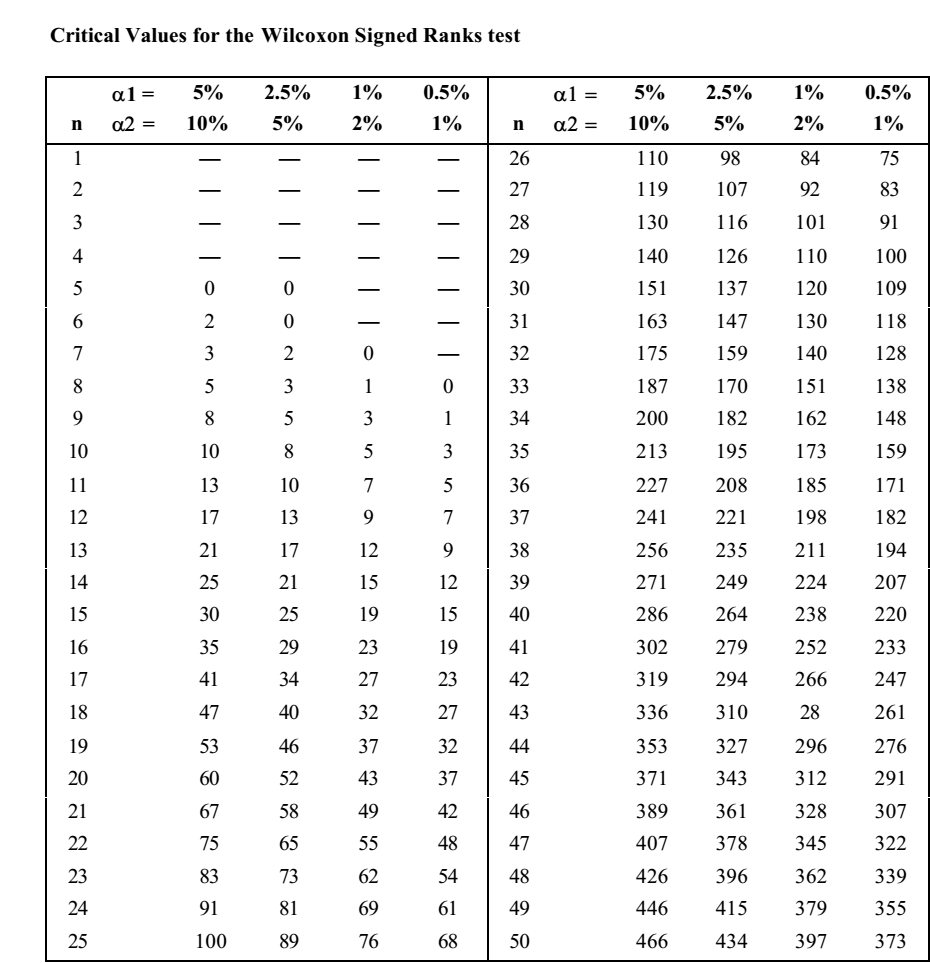 Critical Values for the Wilcoxon Signed Ranks test
α1 = 5% 2.5% 1% 0.5% α1 = 5% 2.5% 1% 0.5%
n α2 = 10% 5% 2% 1% n α2 = 10% 5% 2% 1%
1 — — — — 26 110 98 84 75
2 — — — — 27 119 107 92 83
3 — — — — 28 130 116 101 91
4 — — — — 29 140 126 110 100
5 0 0 — — 30 151 137 120 109
6 2 0 — — 31 163 147 130 118
7 3 2 0 — 32 175 159 140 128
8 5 3 1 0 33 187 170 151 138
9 8 5 3 1 34 200 182 162 148
10 10 8 5 3 35 213 195 173 159
11 13 10 7 5 36 227 208 185 171
12 17 13 9 7 37 241 221 198 182
13 21 17 12 9 38 256 235 211 194
14 25 21 15 12 39 271 249 224 207
15 30 25 19 15 40 286 264 238 220
16 35 29 23 19 41 302 279 252 233
17 41 34 27 23 42 319 294 266 247
18 47 40 32 27 43 336 310 28 261
19 53 46 37 32 44 353 327 296 276
20 60 52 43 37 45 371 343 312 291
21 67 58 49 42 46 389 361 328 307
22 75 65 55 48 47 407 378 345 322
23 83 73 62 54 48 426 396 362 339
24 91 81 69 61 49 446 415 379 355
25 100 89 76 68 50 466 434 397 373